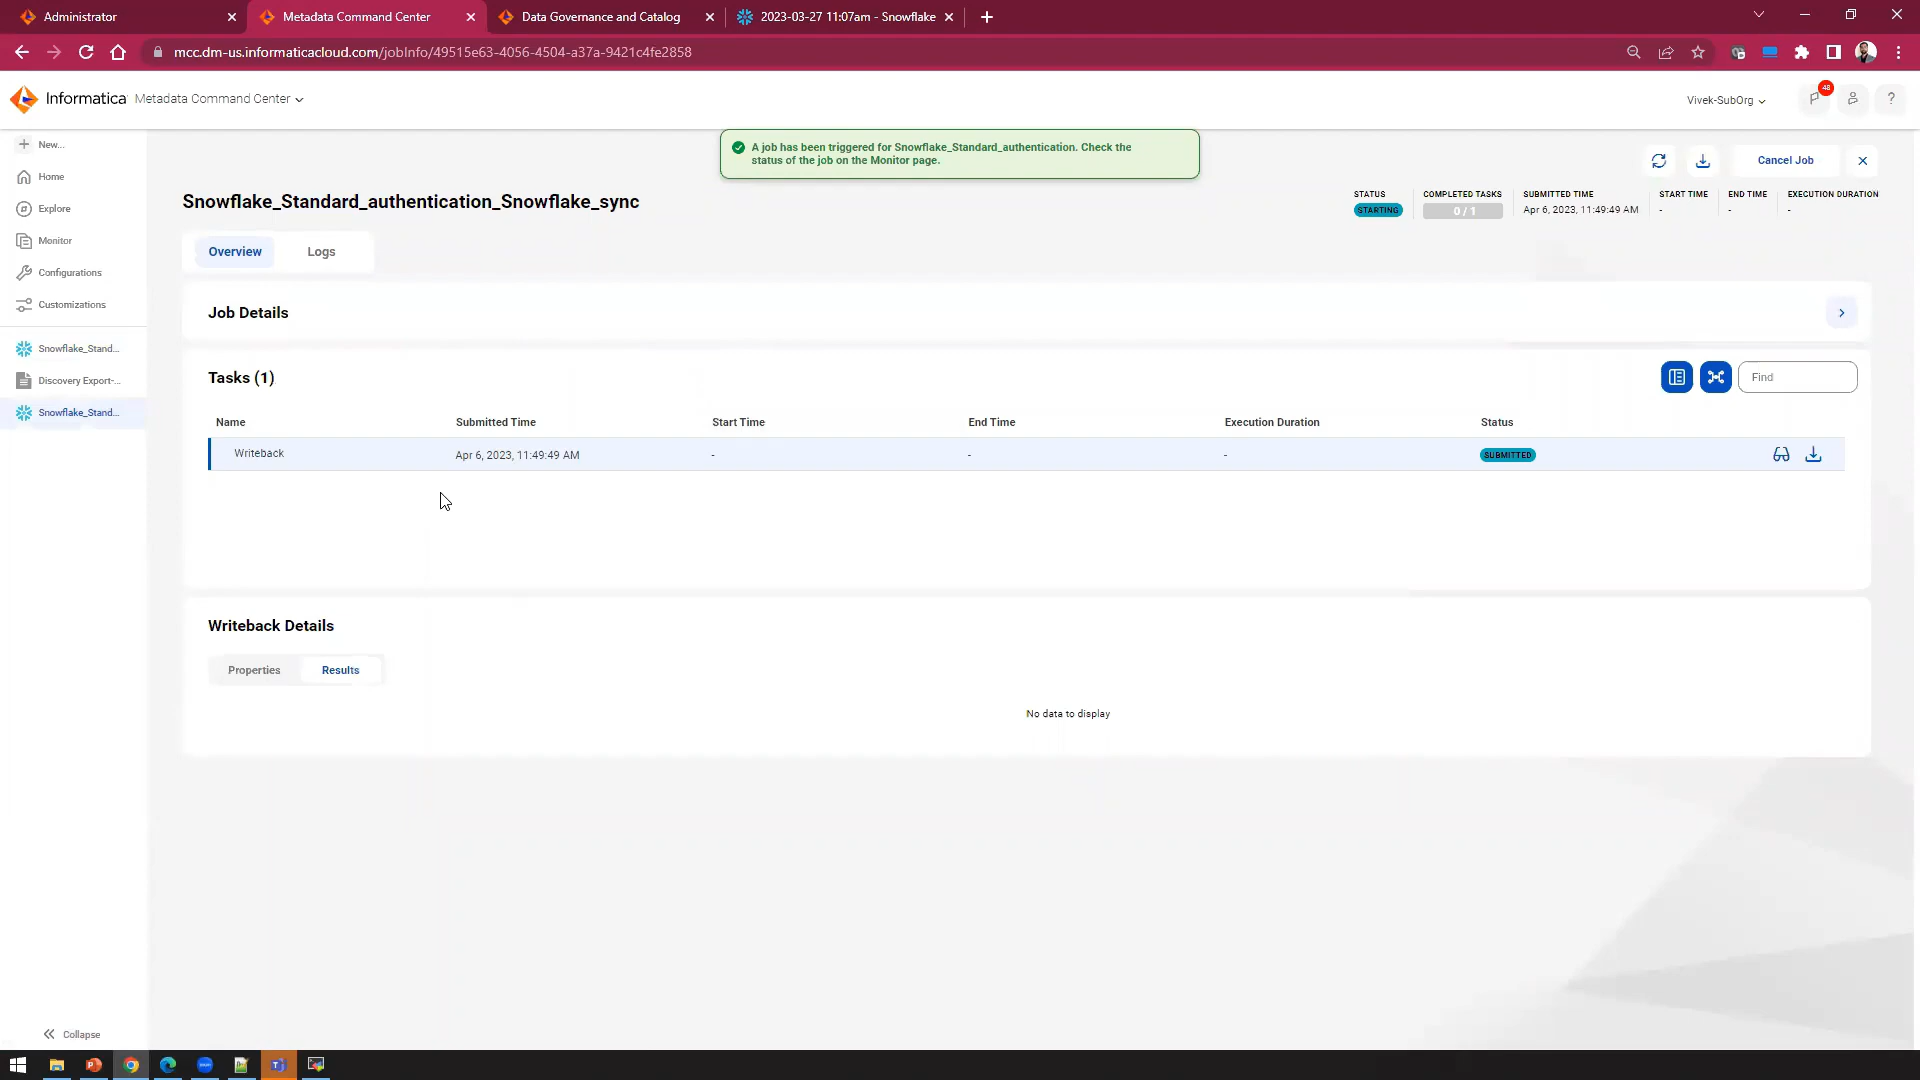 Administrator
Metadata Command Center
Data Governance and Catalog
2023-03-27 11:07am - Snowflake
mcc.dm-us.informaticacloud.com/jobInfo/49515e63-4056-4504-a37a-9421c4fe2858
Informatica Metadata Command Center
Vivek-SubOrg
48
?
New...
Home
Explore
Monitor
Configurations
Customizations
Snowflake_Stand...
Discovery Export-...
Snowflake_Stand...
Collapse
A job has been triggered for Snowflake_Standard_authentication. Check the
status of the job on the Monitor page.
Cancel Job
Snowflake_Standard_authentication_Snowflake_sync
STATUS COMPLETED TASKS SUBMITTED TIME START TIME END TIME EXECUTION DURATION
STARTING 0 / 1 Apr 6, 2023, 11:49:49 AM - - -
Overview Logs
Job Details
Tasks (1)
Find
Name Submitted Time Start Time End Time Execution Duration Status
Writeback Apr 6, 2023, 11:49:49 AM - - - SUBMITTED
Writeback Details
Properties Results
No data to display